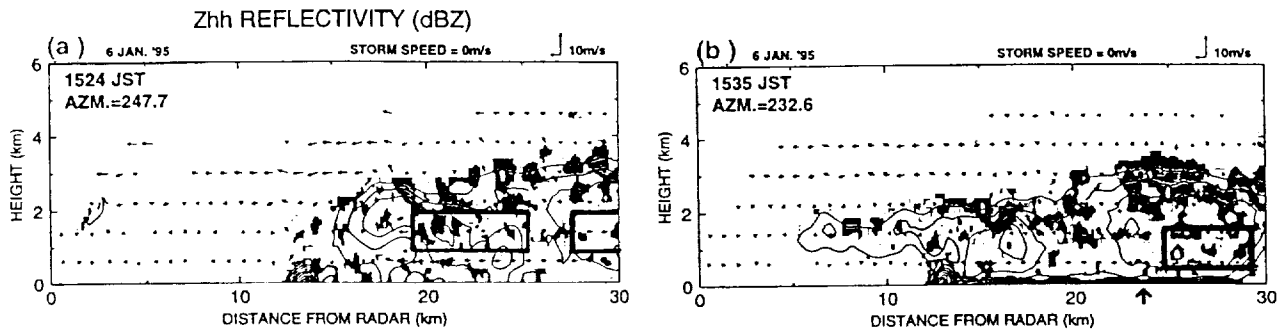 Zhh REFLECTIVITY (dBZ)
(a) 6 JAN. '95 STORM SPEED = 0m/s 10m/s
1524 JST
AZM.=247.7
HEIGHT (km)
6
4
2
0
0 10 20 30
DISTANCE FROM RADAR (km)
(b) 6 JAN. '95 STORM SPEED = 0m/s 10m/s
1535 JST
AZM.=232.6
HEIGHT (km)
6
4
2
0
0 10 20 30
DISTANCE FROM RADAR (km)